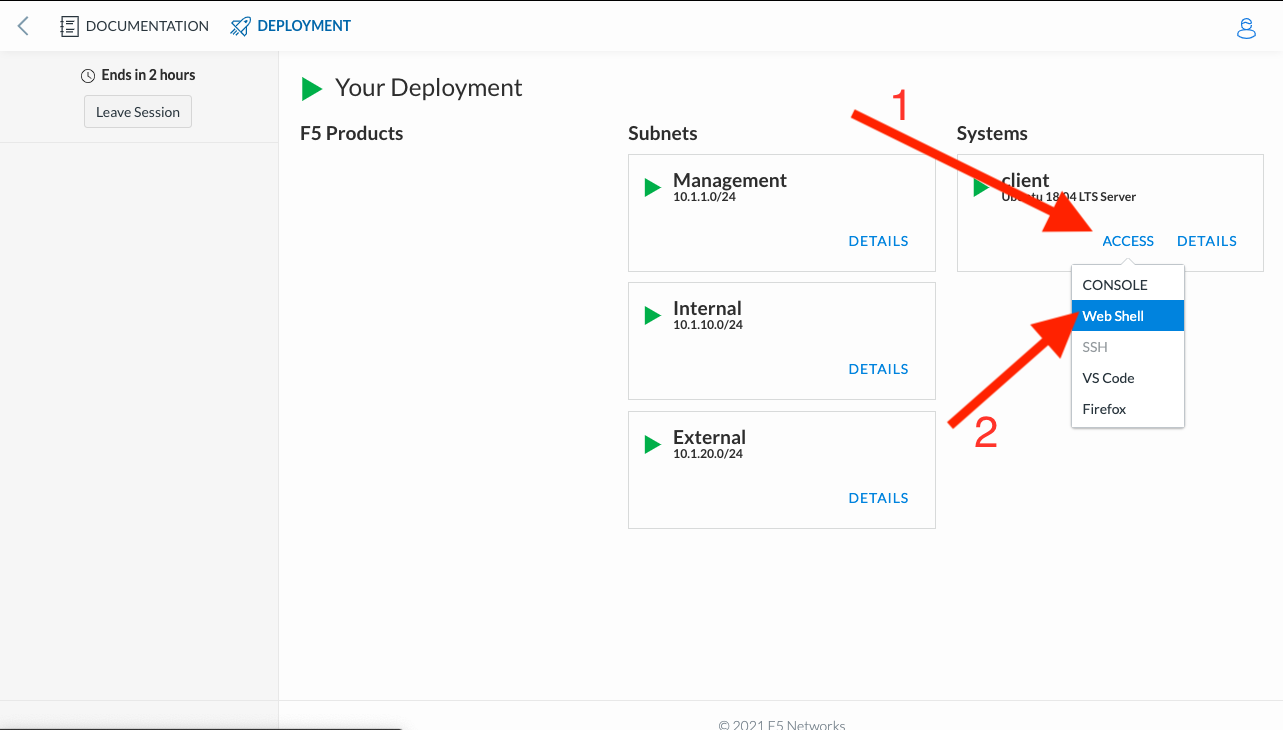 DOCUMENTATION
DEPLOYMENT
Ends in 2 hours
Leave Session
Your Deployment
F5 Products
Subnets
Management
10.1.1.0/24
DETAILS
Internal
10.1.10.0/24
DETAILS
External
10.1.20.0/24
DETAILS
1
Systems
client
Ubuntu 18.04 LTS Server
ACCESS DETAILS
CONSOLE
Web Shell
SSH
VS Code
Firefox
2
© 2021 F5 Networks